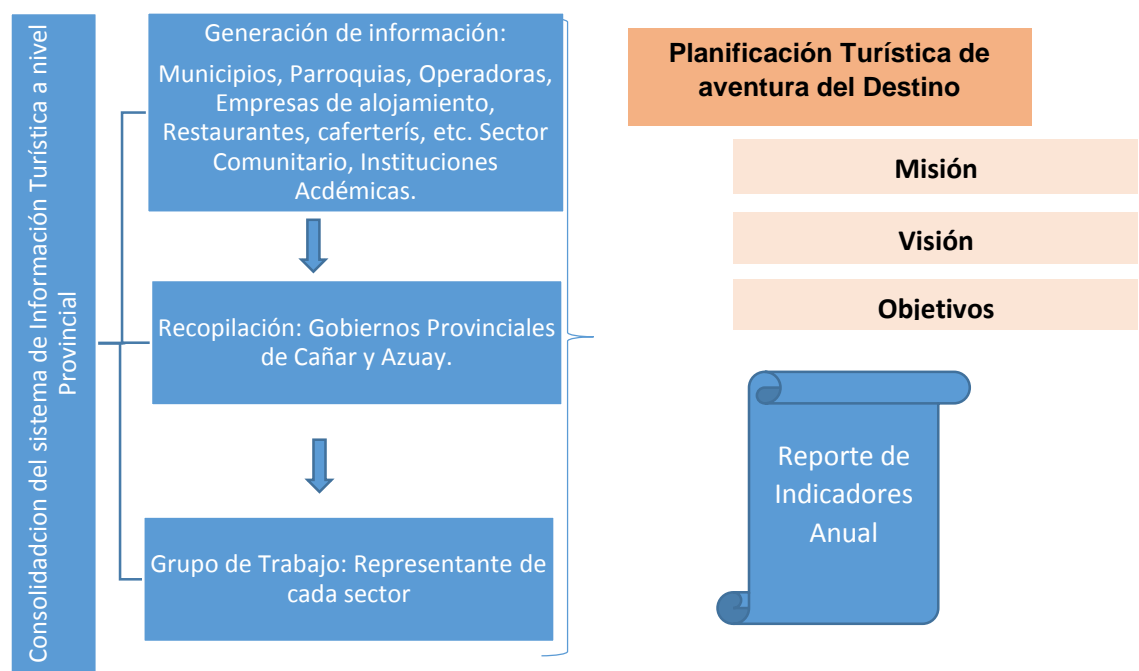 Consolidadcion del sistema de Información Turística a nivel
Provincial
Generación de información:
Municipios, Parroquias, Operadoras,
Empresas de alojamiento,
Restaurantes, caferterís, etc. Sector
Comunitario, Instituciones
Acdémicas.
Recopilación: Gobiernos Provinciales
de Cañar y Azuay.
Grupo de Trabajo: Representante de
cada sector
Planificación Turística de
aventura del Destino
Misión
Visión
Objetivos
Reporte de
Indicadores
Anual